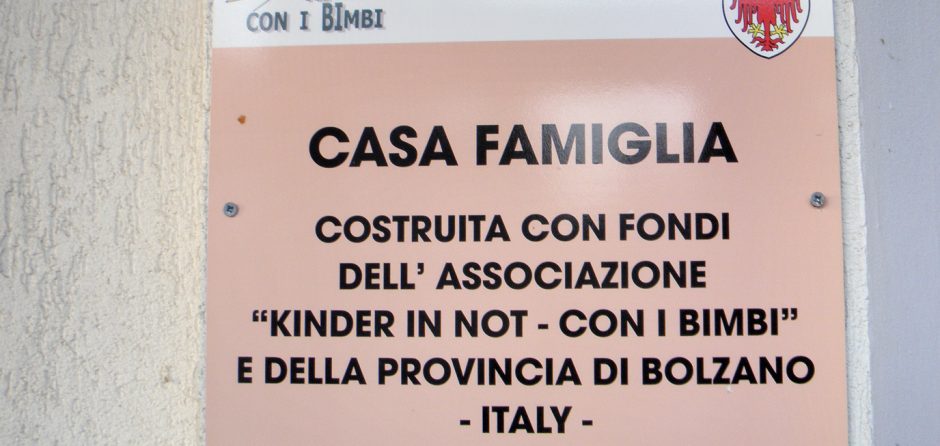 CON I BIMBI
CASA FAMIGLIA
COSTRUITA CON FONDI
DELL' ASSOCIAZIONE
“KINDER IN NOT - CON I BIMBI”
E DELLA PROVINCIA DI BOLZANO
- ITALY -